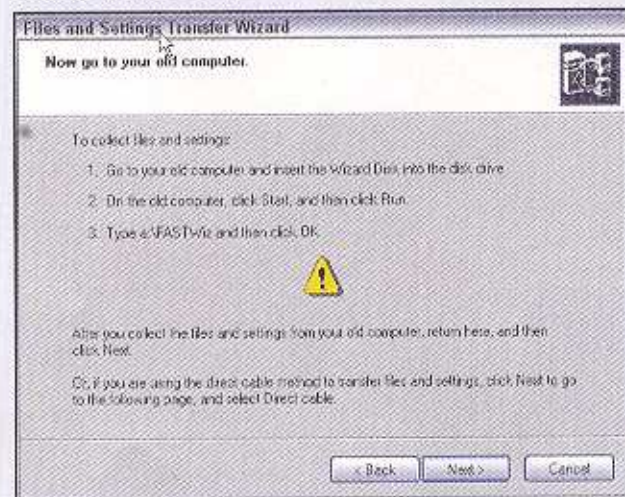 Files and Settings Transfer Wizard
Now go to your old computer.
To collect files and settings:
1. Go to your old computer and insert the Wizard Disk into the disk drive
2. On the old computer, click Start, and then click Run.
3. Type a:\FASTWiz and then click OK.
After you collect the files and settings from your old computer, return here, and then
click Next.
Or, if you are using the direct cable method to transfer files and settings, click Next to go
to the following page, and select Direct cable.
< Back
Next >
Cancel